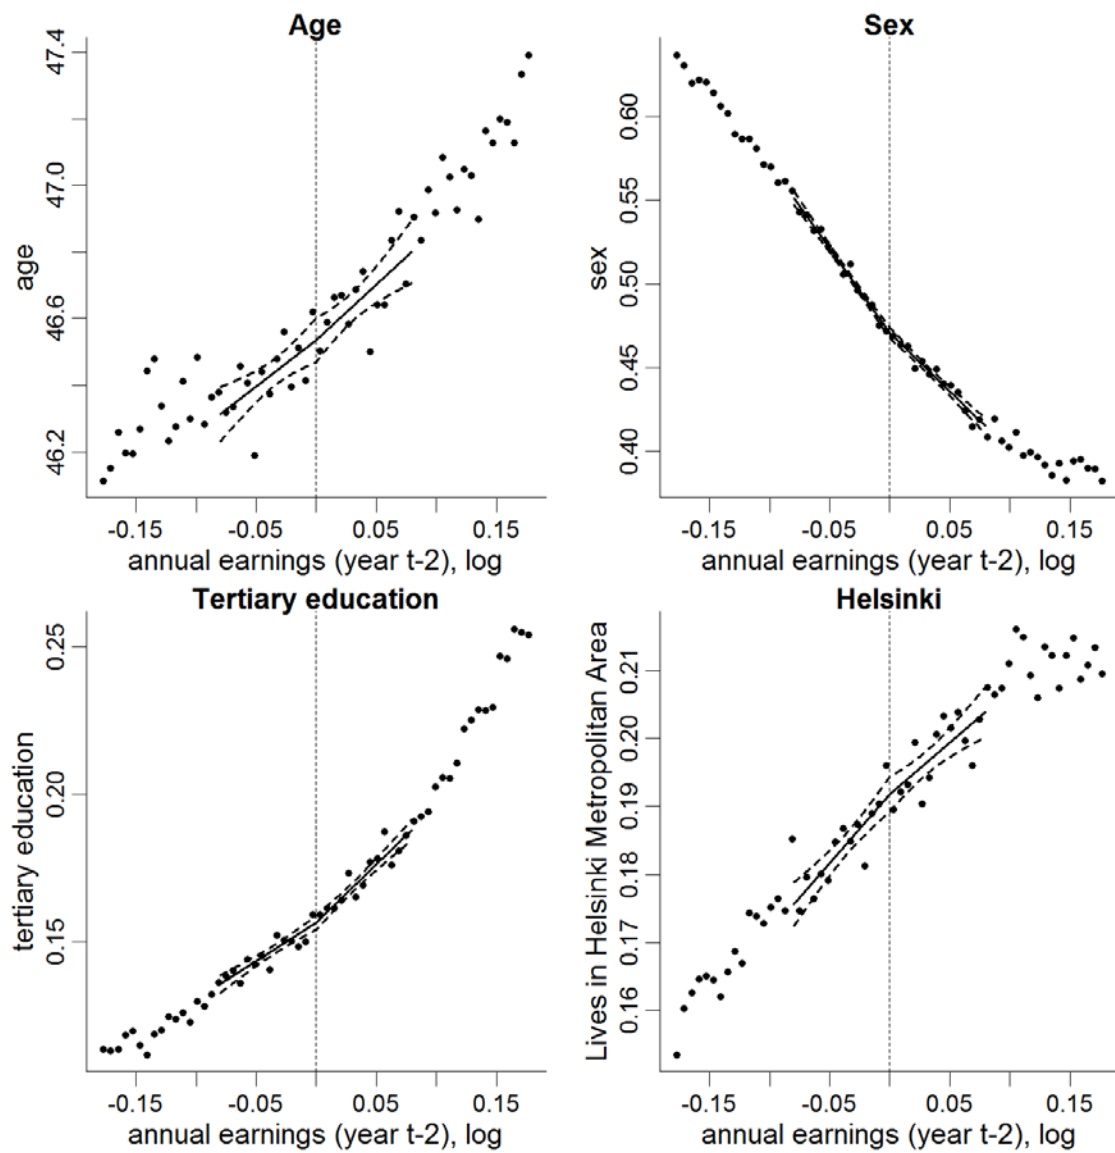 Age
age
47.4
47.0
46.6
46.2
-0.15
-0.05
0.05
0.15
annual earnings (year t-2), log
Sex
sex
0.60
0.55
0.50
0.45
0.40
-0.15
-0.05
0.05
0.15
annual earnings (year t-2), log
Tertiary education
tertiary education
0.25
0.20
0.15
-0.15
-0.05
0.05
0.15
annual earnings (year t-2), log
Helsinki
Lives in Helsinki Metropolitan Area
0.21
0.20
0.19
0.18
0.17
0.16
-0.15
-0.05
0.05
0.15
annual earnings (year t-2), log